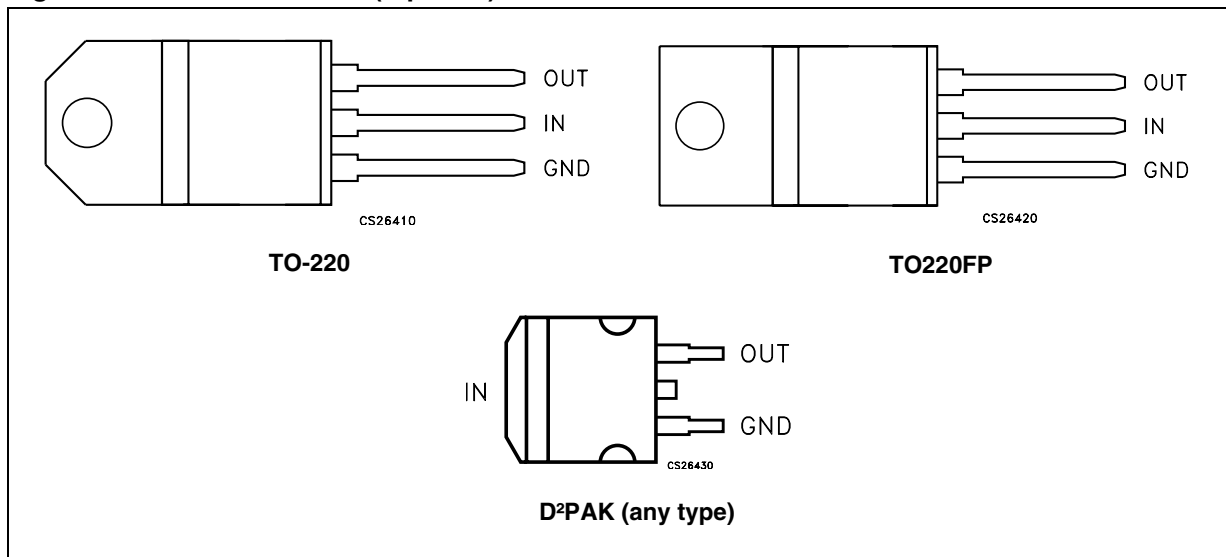 OUT
IN
GND
CS26410
TO-220
OUT
IN
GND
CS26420
TO220FP
IN
OUT
GND
CS26430
D²PAK (any type)